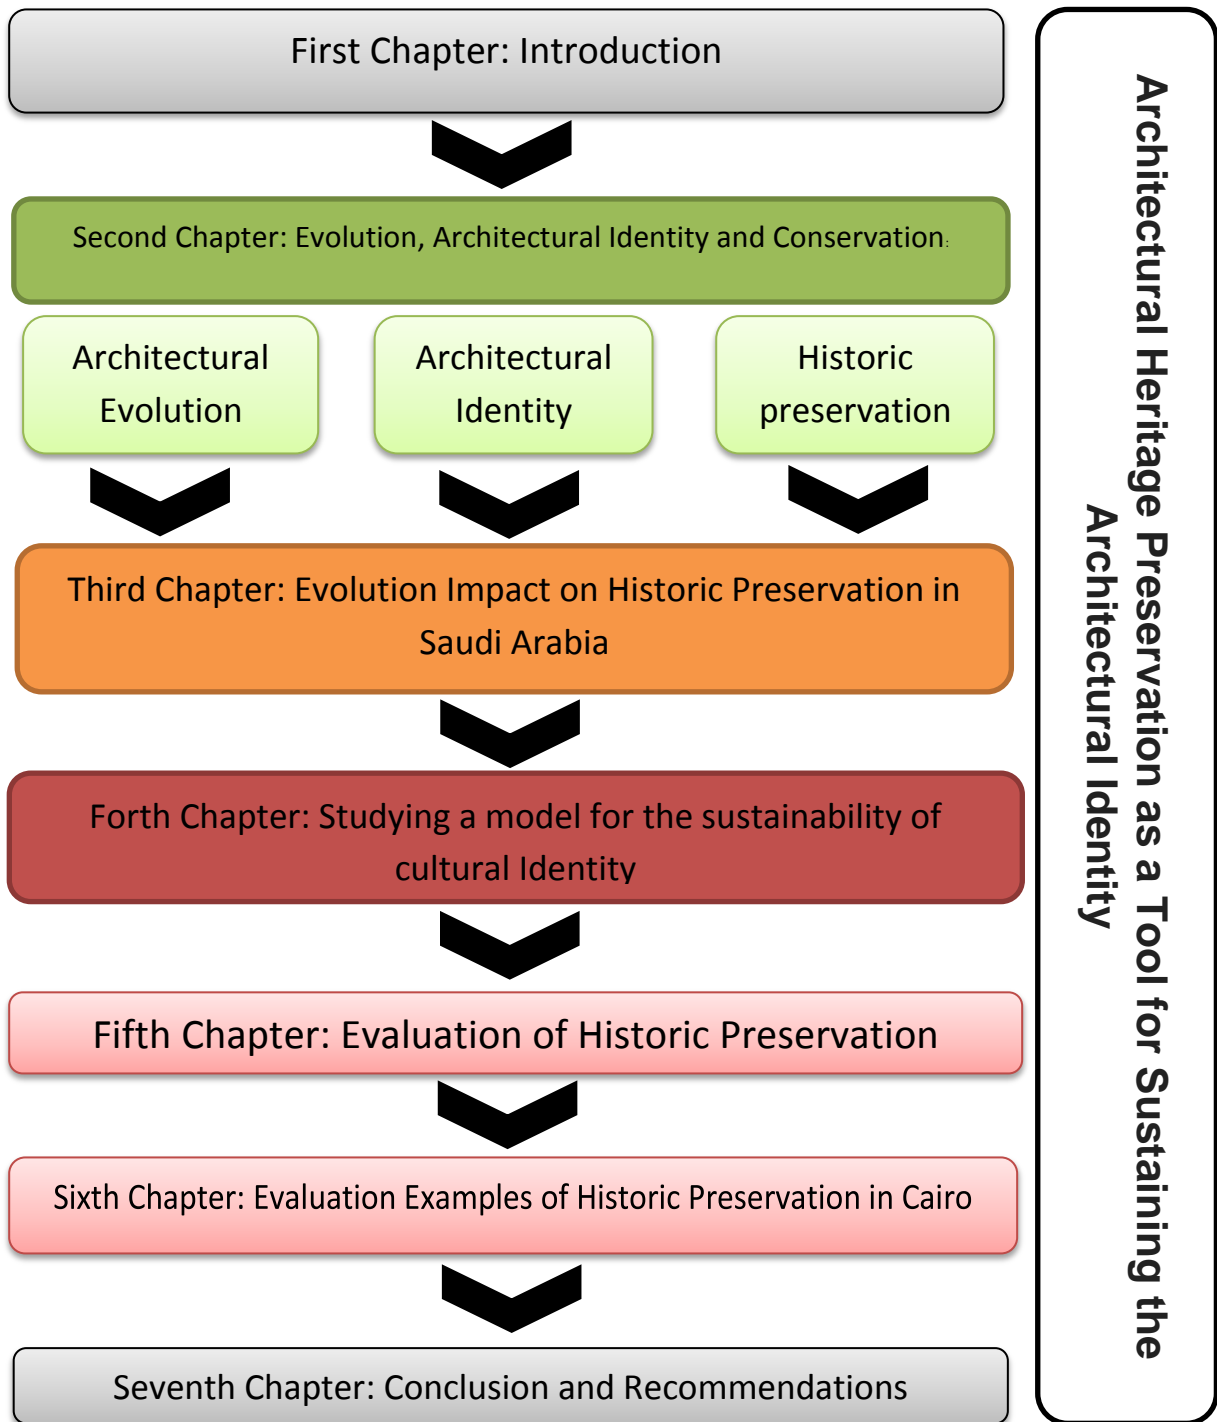 First Chapter: Introduction
Second Chapter: Evolution, Architectural Identity and Conservation:
Architectural
Evolution
Architectural
Identity
Historic
preservation
Third Chapter: Evolution Impact on Historic Preservation in
Saudi Arabia
Forth Chapter: Studying a model for the sustainability of
cultural Identity
Fifth Chapter: Evaluation of Historic Preservation
Sixth Chapter: Evaluation Examples of Historic Preservation in Cairo
Seventh Chapter: Conclusion and Recommendations
Architectural Heritage Preservation as a Tool for Sustaining the
Architectural Identity